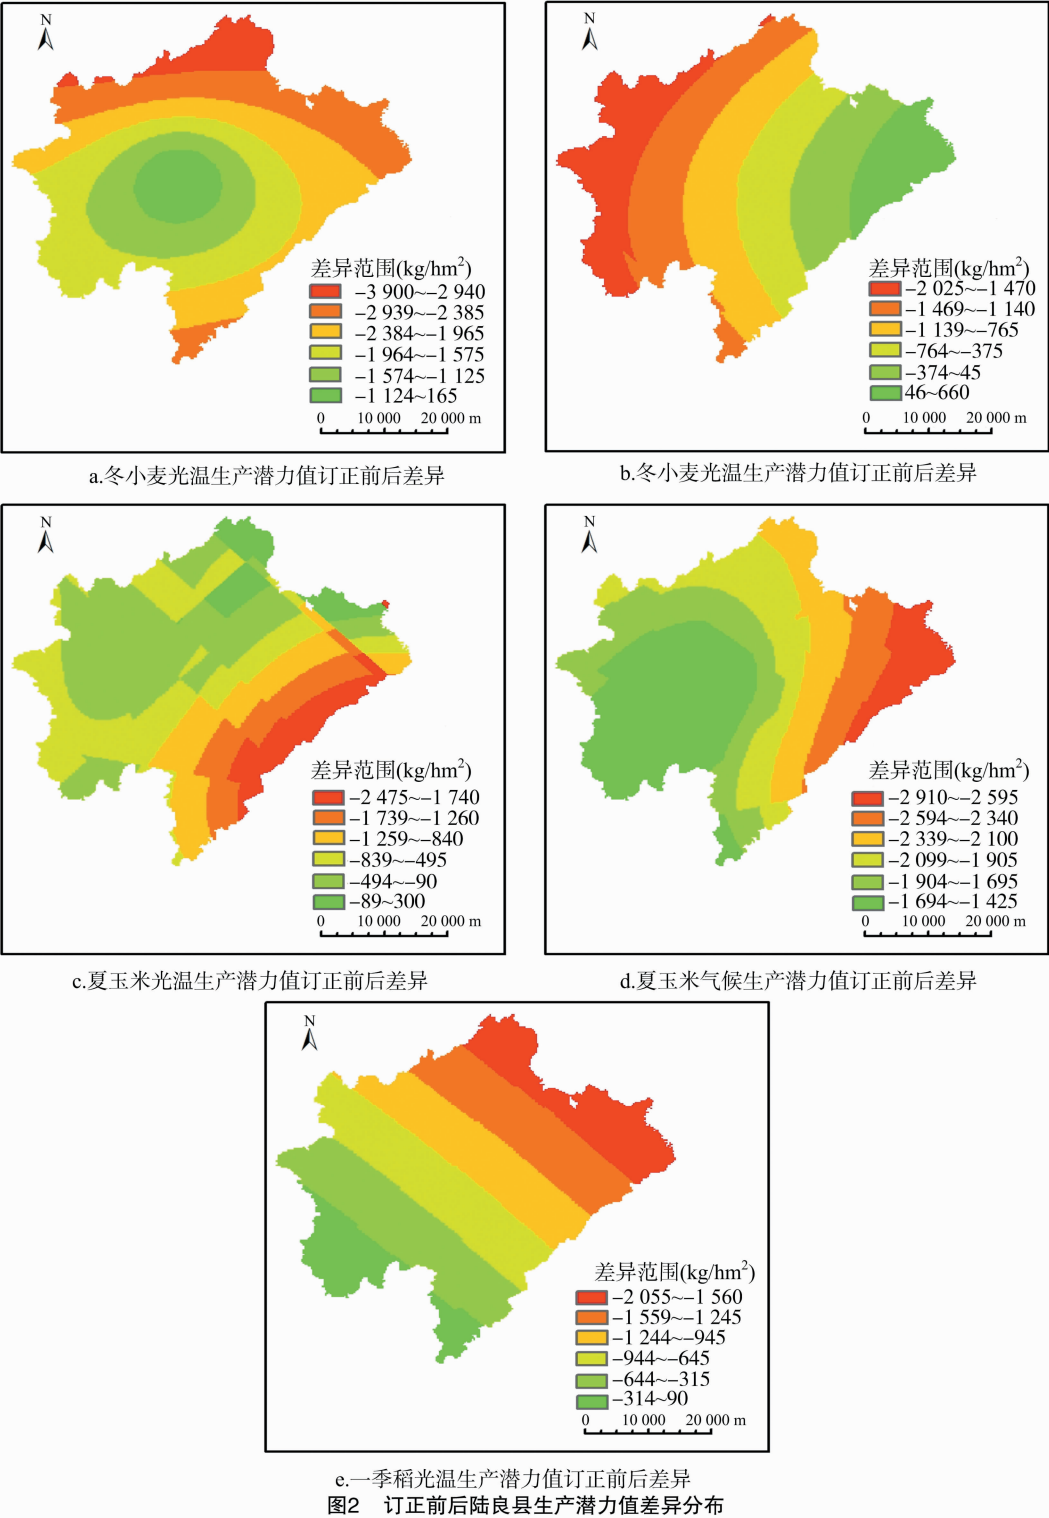 N
差异范围(kg/hm2)
–3 900~–2 940
–2 939~–2 385
–2 384~–1 965
–1 964~–1 575
–1 574~–1 125
–1 124~165
0 10 000 20 000 m
a.冬小麦光温生产潜力值订正前后差异
N
差异范围(kg/hm2)
–2 025~–1 470
–1 469~–1 140
–1 139~–765
–764~–375
–374~45
46~660
0 10 000 20 000 m
b.冬小麦光温生产潜力值订正前后差异
N
差异范围(kg/hm2)
–2 475~–1 740
–1 739~–1 260
–1 259~–840
–839~–495
–494~–90
–89~300
0 10 000 20 000 m
c.夏玉米光温生产潜力值订正前后差异
N
差异范围(kg/hm2)
–2 910~–2 595
–2 594~–2 340
–2 339~–2 100
–2 099~–1 905
–1 904~–1 695
–1 694~–1 425
0 10 000 20 000 m
d.夏玉米气候生产潜力值订正前后差异
N
差异范围(kg/hm2)
–2 055~–1 560
–1 559~–1 245
–1 244~–945
–944~–645
–644~–315
–314~90
0 10 000 20 000 m
e.一季稻光温生产潜力值订正前后差异
图2 订正前后陆良县生产潜力值差异分布